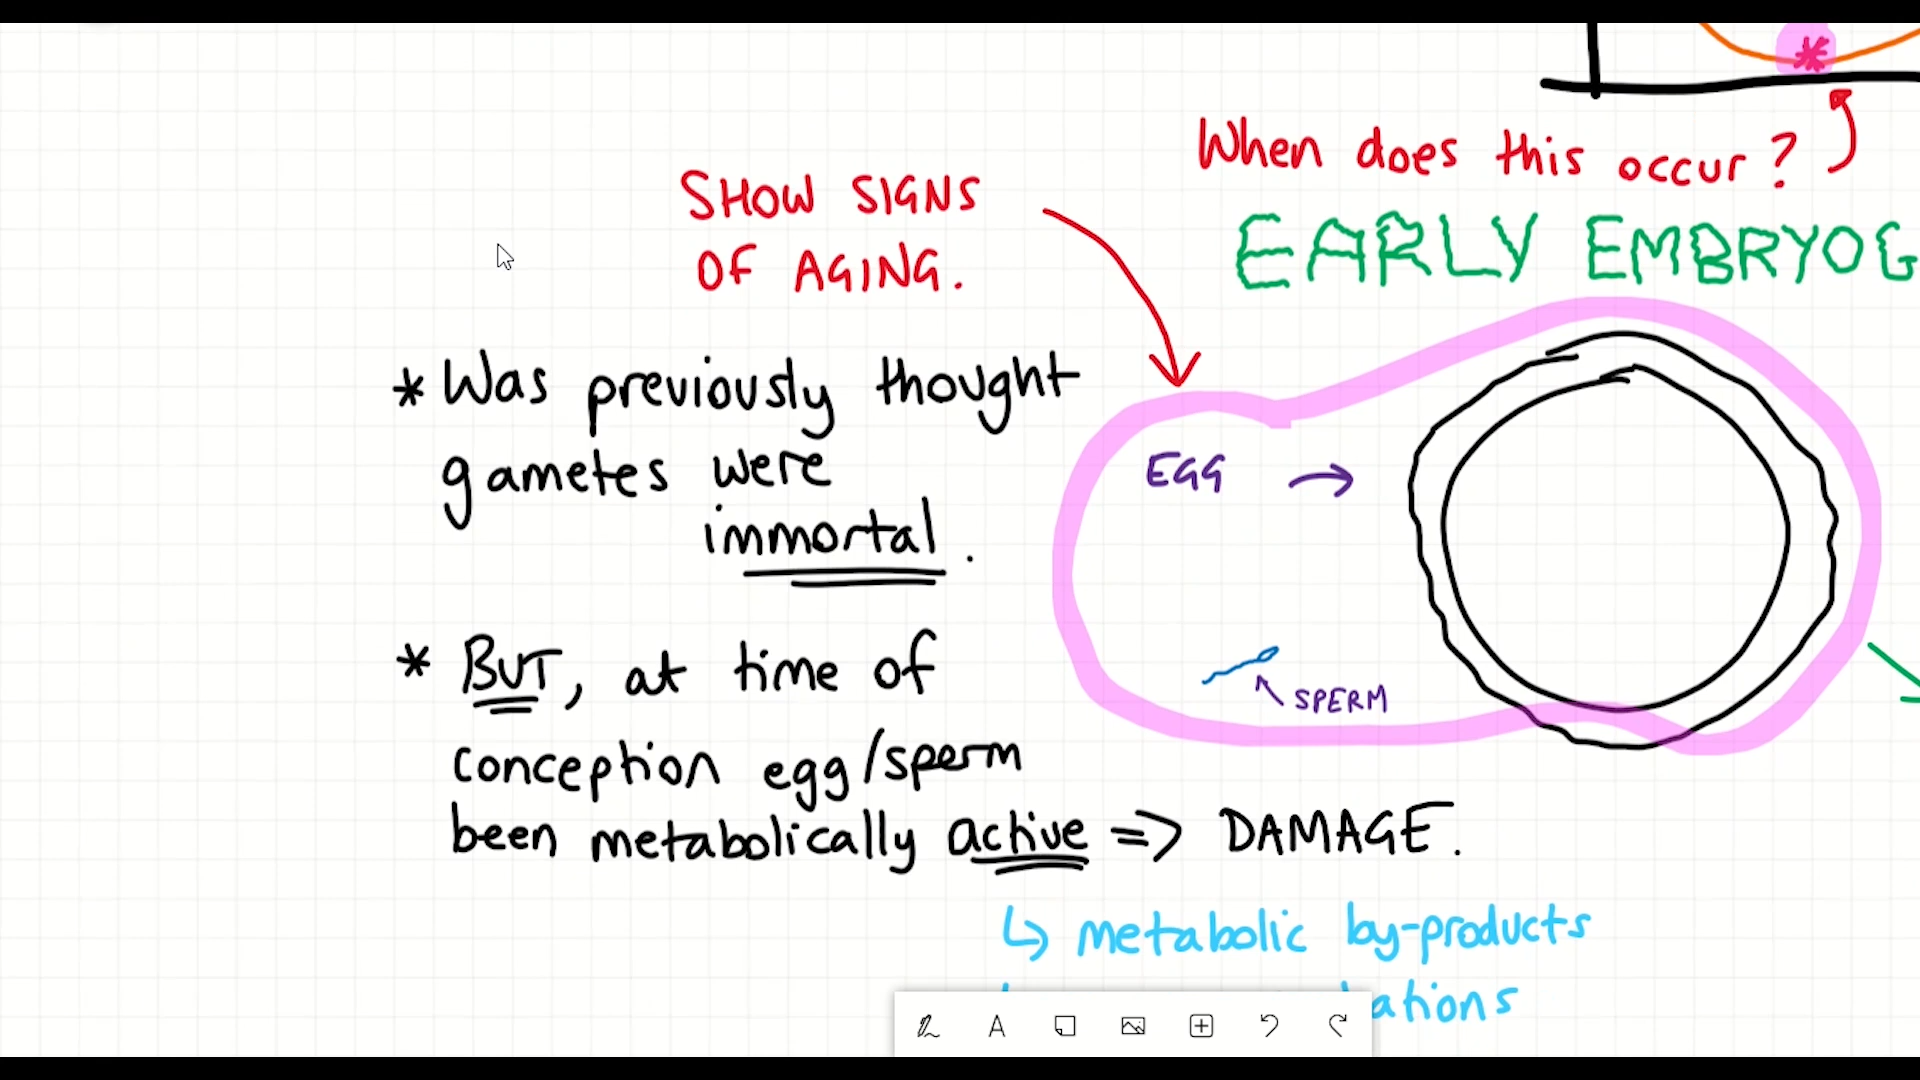 When does this occur?
SHOW SIGNS
OF AGING.
EARLY EMBRYOG
* Was previously thought
gametes were
immortal.
EGG →
SPERM
* BUT, at time of
conception egg/sperm
been metabolically active => DAMAGE.
↳ metabolic by-products